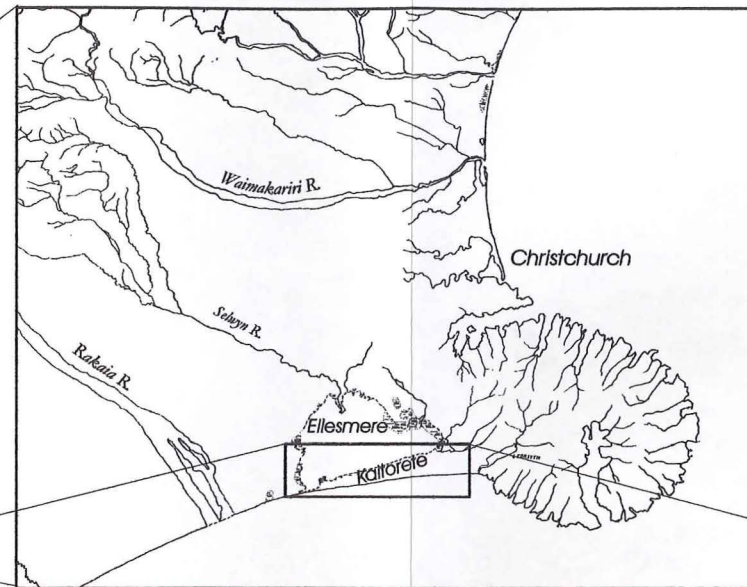 Waimakariri R.
Christchurch
Selwyn R.
Rakaia R.
Ellesmere
Kaitorete